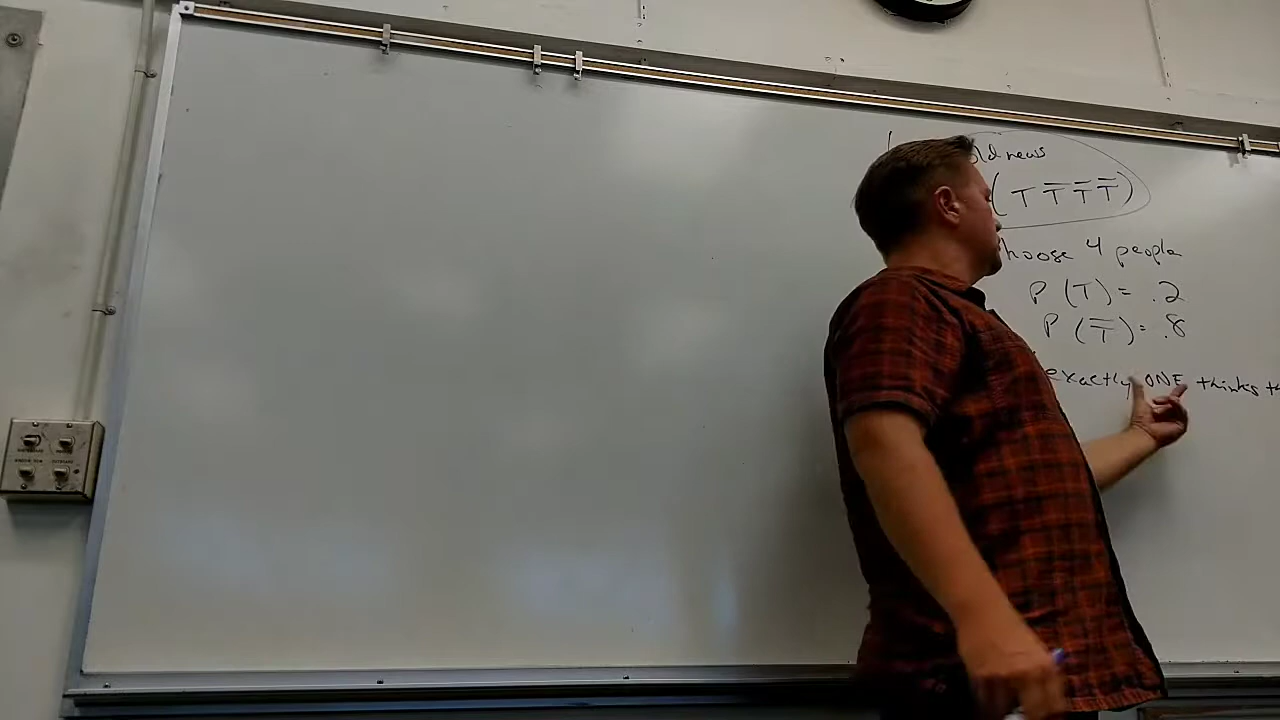 old news
( T T̅ T̅ T̅ )
choose 4 people
P (T) = .2
P (T̅) = .8
exactly ONE thinks